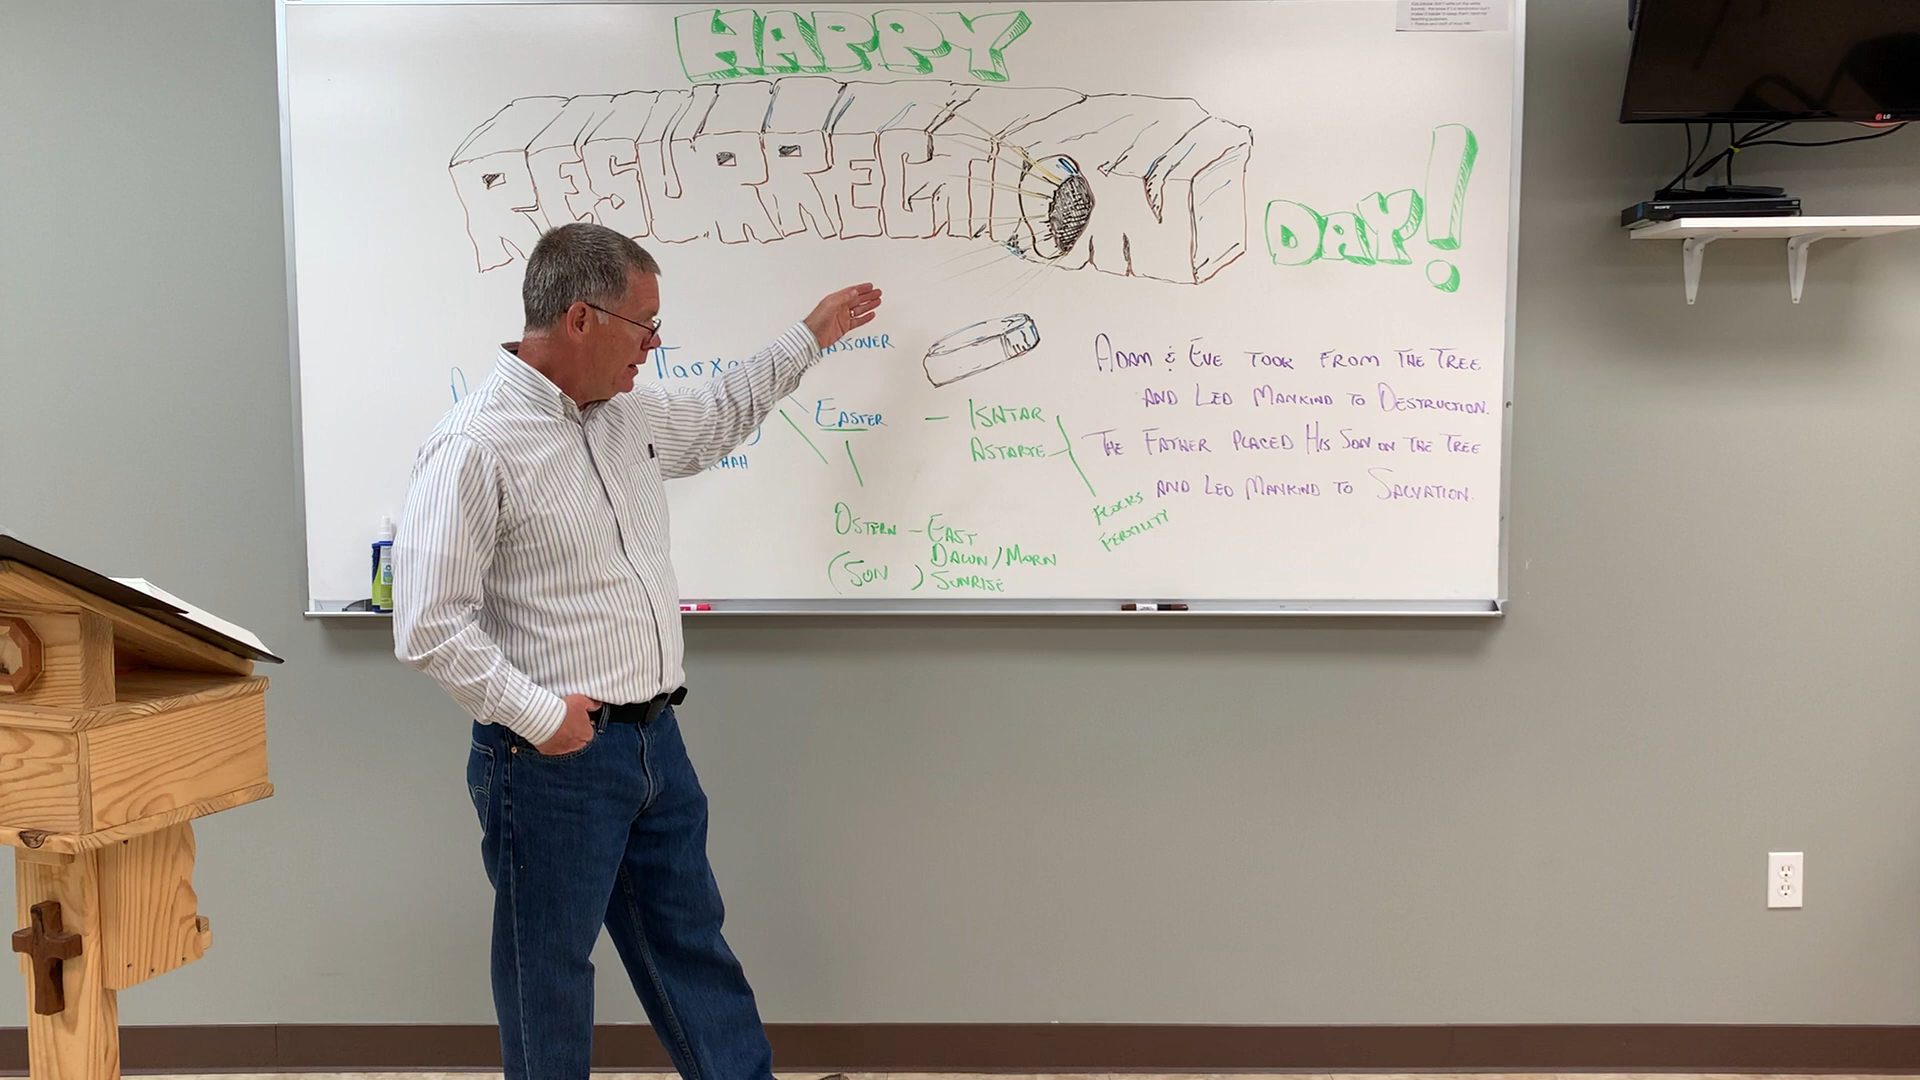 HAPPY
RESURRECTION
DAY!
Πασχα
PASSOVER
EASTER
— ISHTAR
ASTARTE
OSTERN — EAST
DAWN/MORN
(SON) SUNRISE
FLOCKS
FERTILITY
ADAM & EVE TOOK FROM THE TREE
AND LED MANKIND TO DESTRUCTION.
THE FATHER PLACED HIS SON ON THE TREE
AND LED MANKIND TO SALVATION.
LG
SONY